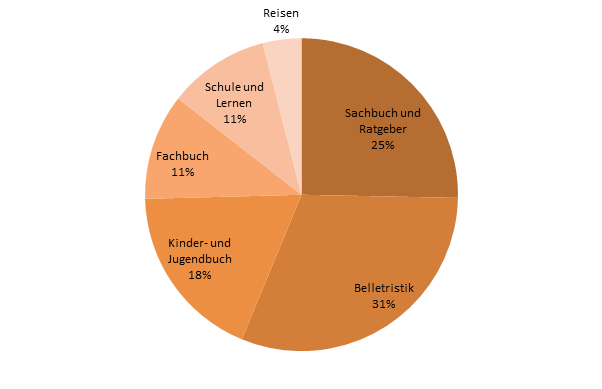 Reisen
4%
Sachbuch und
Ratgeber
25%
Belletristik
31%
Kinder- und
Jugendbuch
18%
Fachbuch
11%
Schule und
Lernen
11%